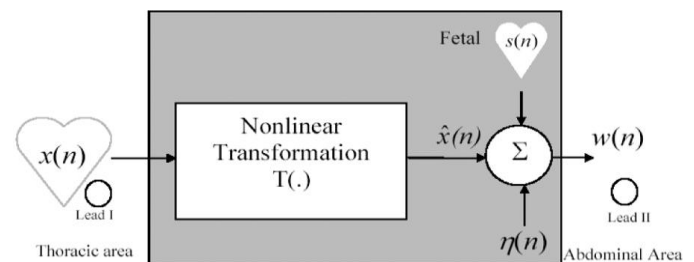 Fetal
s(n)
x(n)
Nonlinear
Transformation
T(.)
x̂(n)
Σ
w(n)
Lead I
Lead II
Thoracic area
η(n)
Abdominal Area